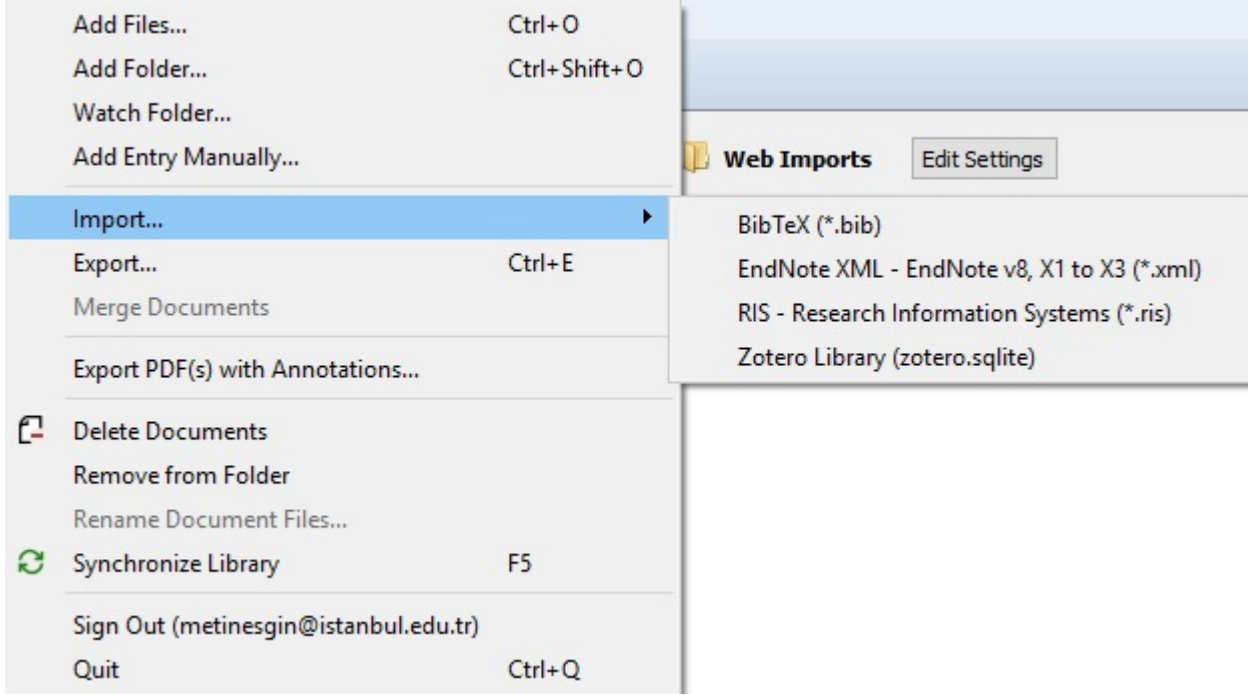 Add Files... Ctrl+O
Add Folder... Ctrl+Shift+O
Watch Folder...
Add Entry Manually...
Web Imports Edit Settings
Import...
Export... Ctrl+E
Merge Documents
Export PDF(s) with Annotations...
Delete Documents
Remove from Folder
Rename Document Files...
Synchronize Library F5
Sign Out (metinesgin@istanbul.edu.tr)
Quit Ctrl+Q
BibTeX (*.bib)
EndNote XML - EndNote v8, X1 to X3 (*.xml)
RIS - Research Information Systems (*.ris)
Zotero Library (zotero.sqlite)